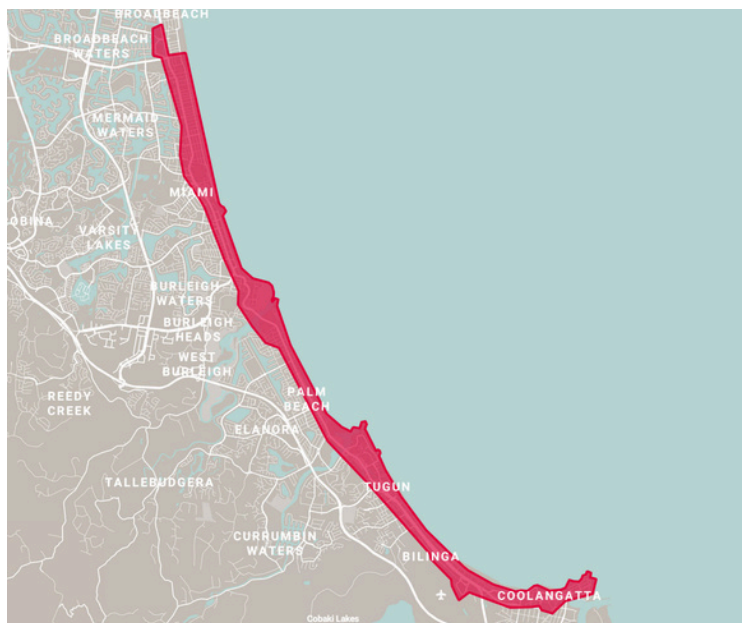 BROADBEACH
BROADBEACH
WATERS
MERMAID
WATERS
MIAMI
OBINA
VARSITY
LAKES
BURLEIGH
WATERS
BURLEIGH
HEADS
WEST
BURLEIGH
REEDY
CREEK
PALM
BEACH
ELANORA
TALLEBUDGERA
TUGUN
CURRUMBIN
WATERS
BILINGA
COOLANGATTA
Cobaki Lakes